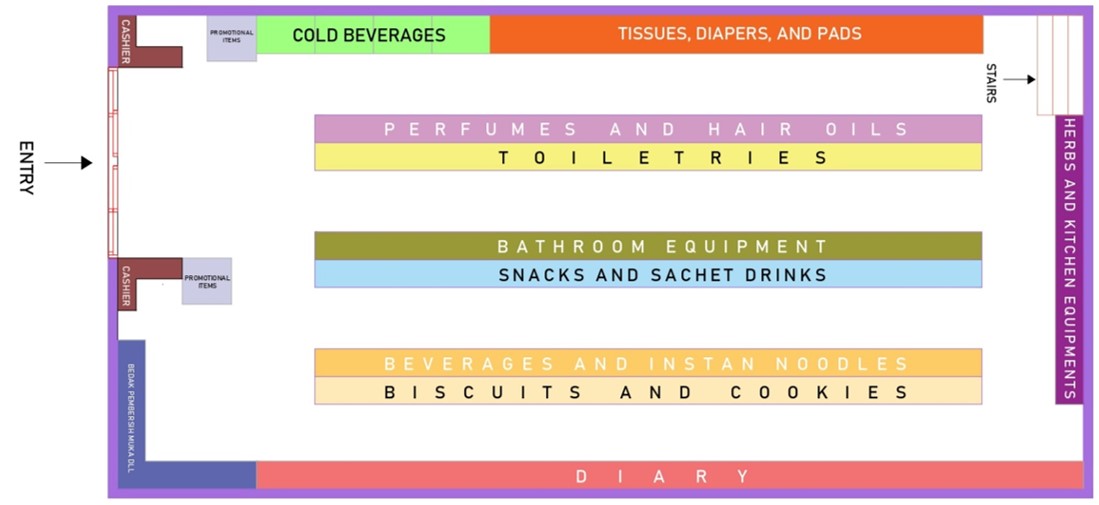 CASHIER
PROMOTIONAL
ITEMS
COLD BEVERAGES
TISSUES, DIAPERS, AND PADS
STAIRS
PERFUMES AND HAIR OILS
TOILETRIES
ENTRY
HERBS AND KITCHEN EQUIPMENTS
BATHROOM EQUIPMENT
SNACKS AND SACHET DRINKS
CASHIER
PROMOTIONAL
ITEMS
BEVERAGES AND INSTAN NOODLES
BISCUITS AND COOKIES
BEDAK PEMBERSIH MUKA DLL
DIARY